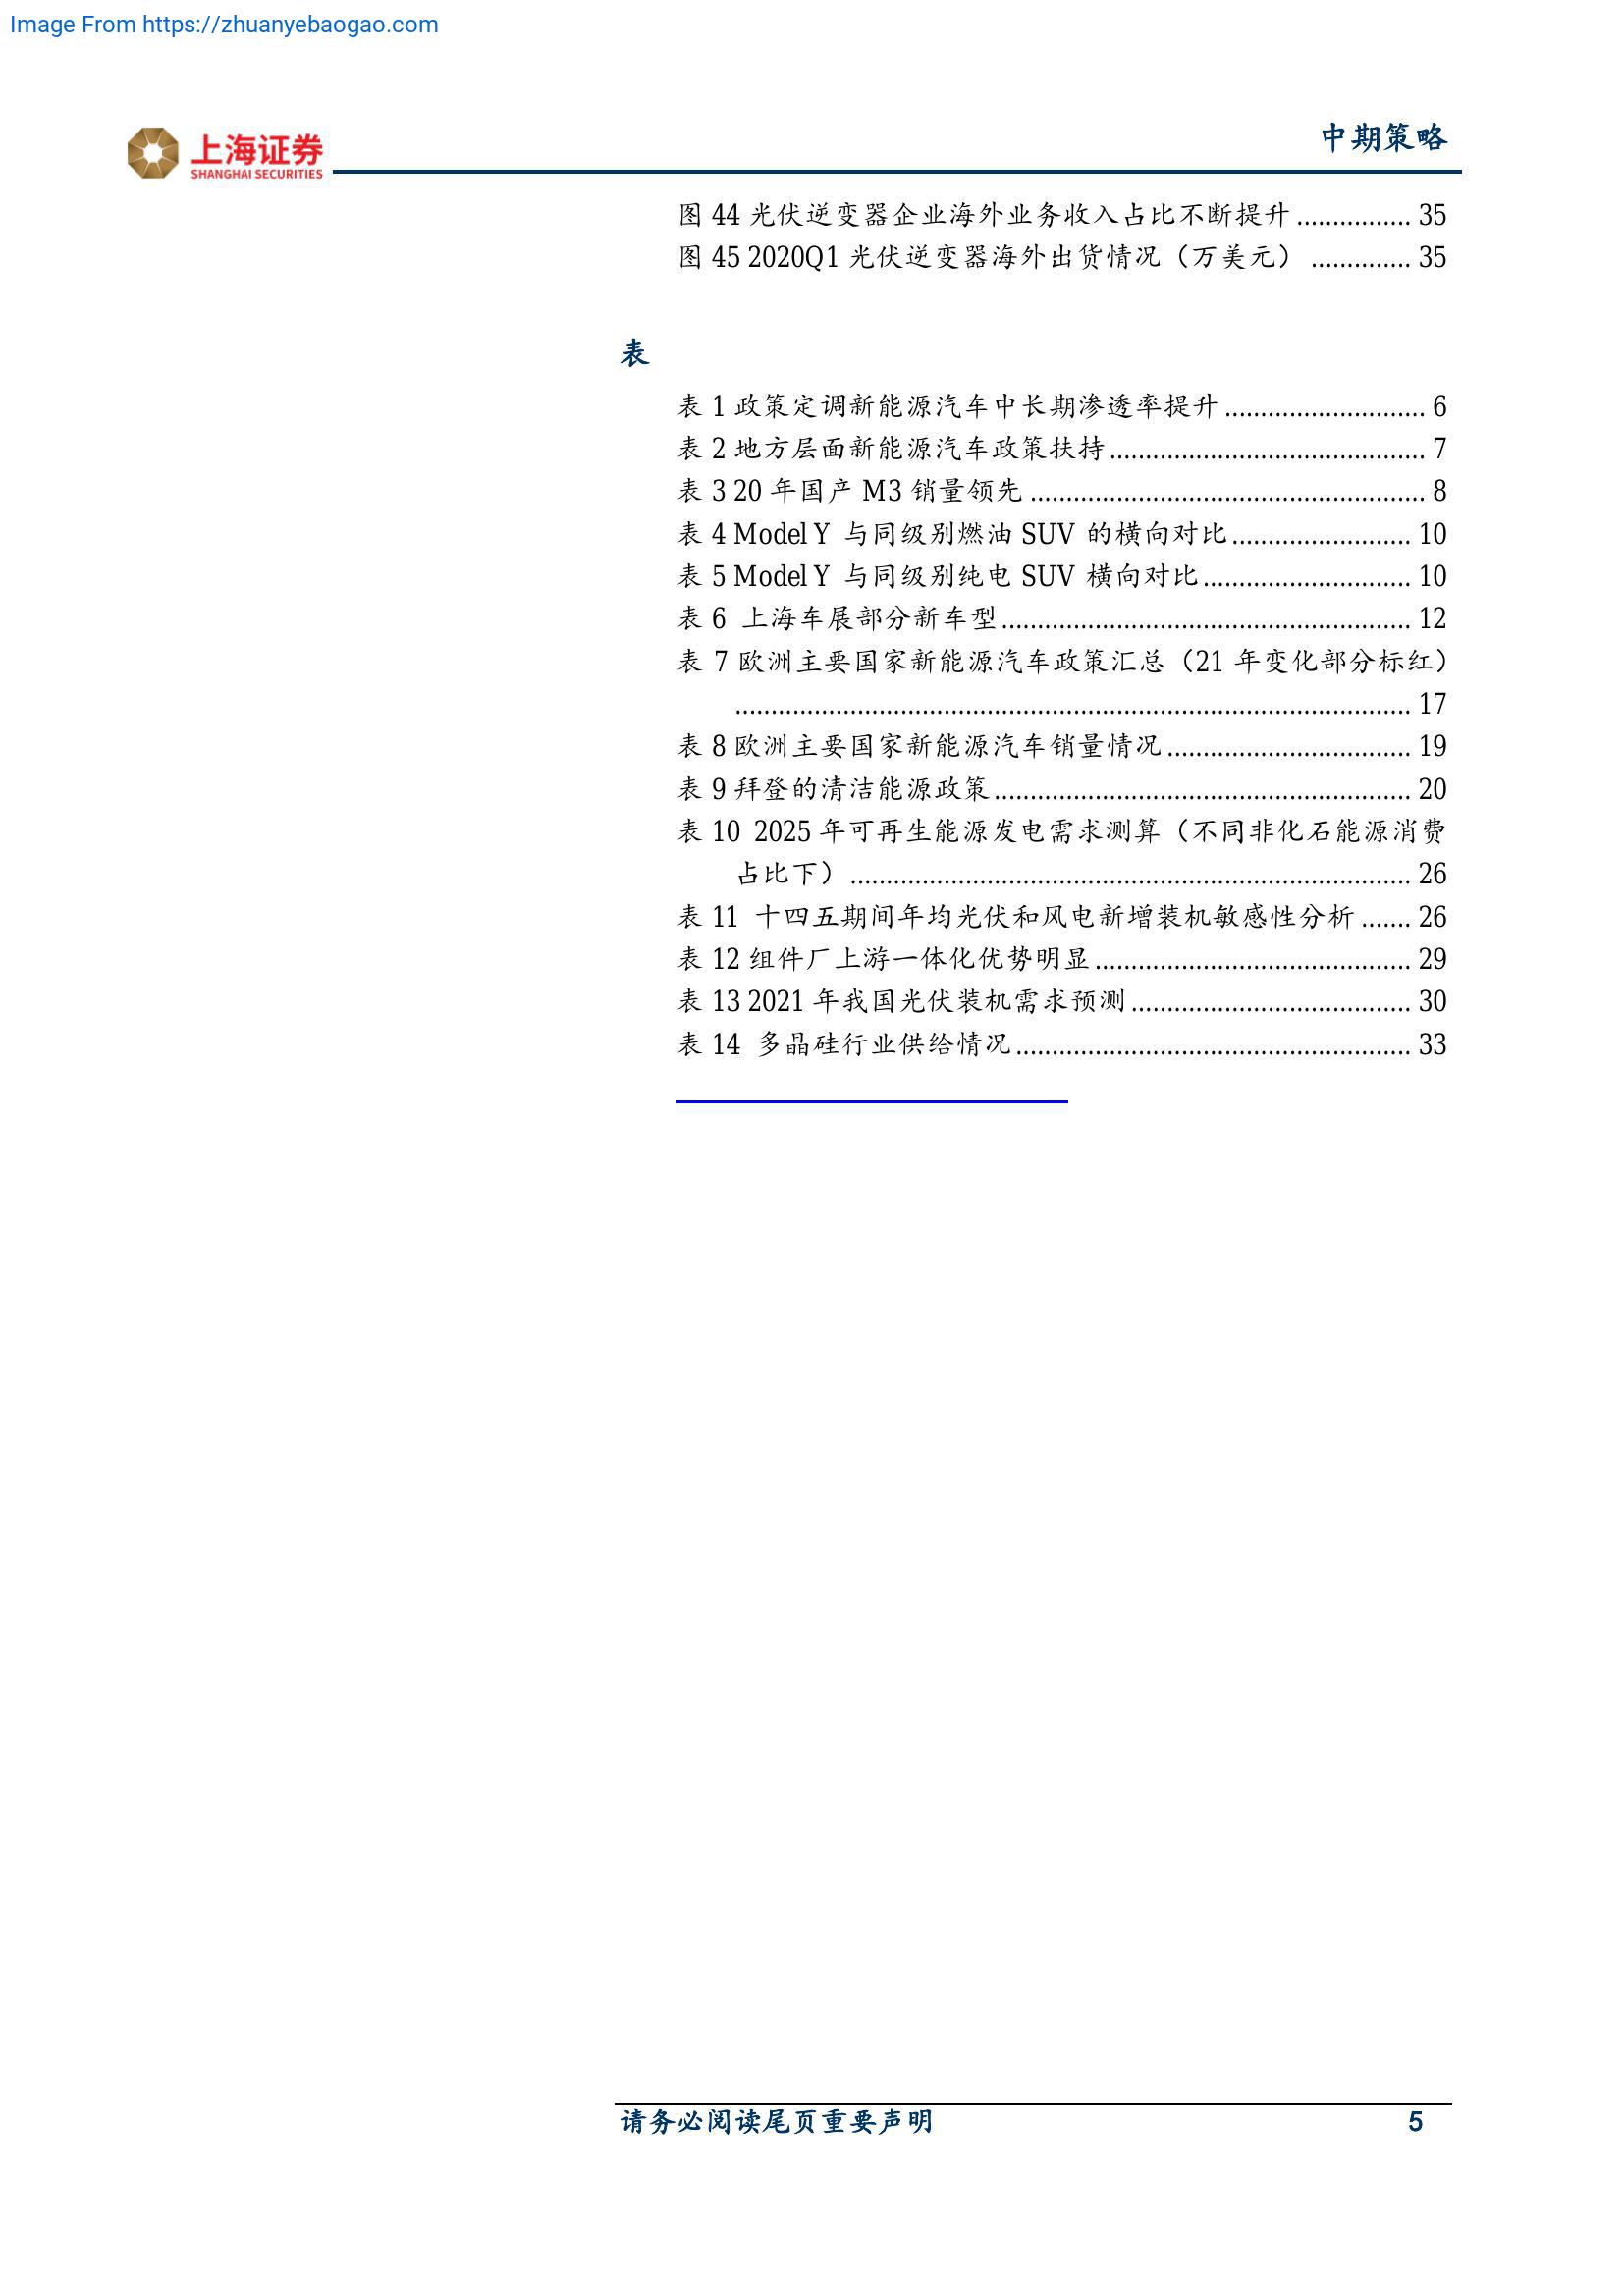 Image From https://zhuanyebaogao.com
上海证券
SHANGHAI SECURITIES
中期策略
图 44 光伏逆变器企业海外业务收入占比不断提升................ 35
图 45 2020Q1 光伏逆变器海外出货情况（万美元）.............. 35
表
表 1 政策定调新能源汽车中长期渗透率提升............................ 6
表 2 地方层面新能源汽车政策扶持............................................ 7
表 3 20 年国产 M3 销量领先....................................................... 8
表 4 Model Y 与同级别燃油 SUV 的横向对比......................... 10
表 5 Model Y 与同级别纯电 SUV 横向对比............................. 10
表 6 上海车展部分新车型......................................................... 12
表 7 欧洲主要国家新能源汽车政策汇总（21 年变化部分标红）
.............................................................................................. 17
表 8 欧洲主要国家新能源汽车销量情况.................................. 19
表 9 拜登的清洁能源政策.......................................................... 20
表 10 2025 年可再生能源发电需求测算（不同非化石能源消费
占比下）.............................................................................. 26
表 11 十四五期间年均光伏和风电新增装机敏感性分析....... 26
表 12 组件厂上游一体化优势明显............................................ 29
表 13 2021 年我国光伏装机需求预测....................................... 30
表 14 多晶硅行业供给情况....................................................... 33
请务必阅读尾页重要声明
5